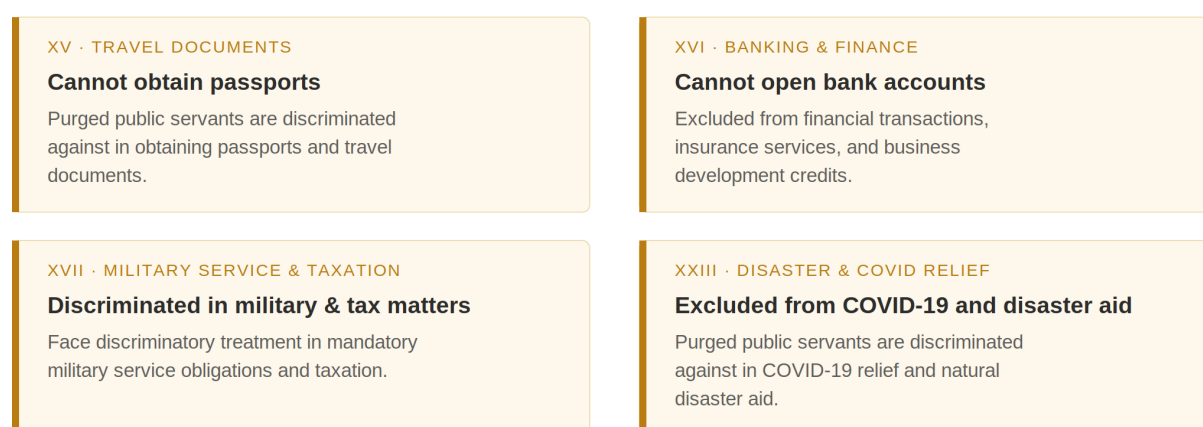 XV · TRAVEL DOCUMENTS
Cannot obtain passports
Purged public servants are discriminated
against in obtaining passports and travel
documents.
XVI · BANKING & FINANCE
Cannot open bank accounts
Excluded from financial transactions,
insurance services, and business
development credits.
XVII · MILITARY SERVICE & TAXATION
Discriminated in military & tax matters
Face discriminatory treatment in mandatory
military service obligations and taxation.
XXIII · DISASTER & COVID RELIEF
Excluded from COVID-19 and disaster aid
Purged public servants are discriminated
against in COVID-19 relief and natural
disaster aid.